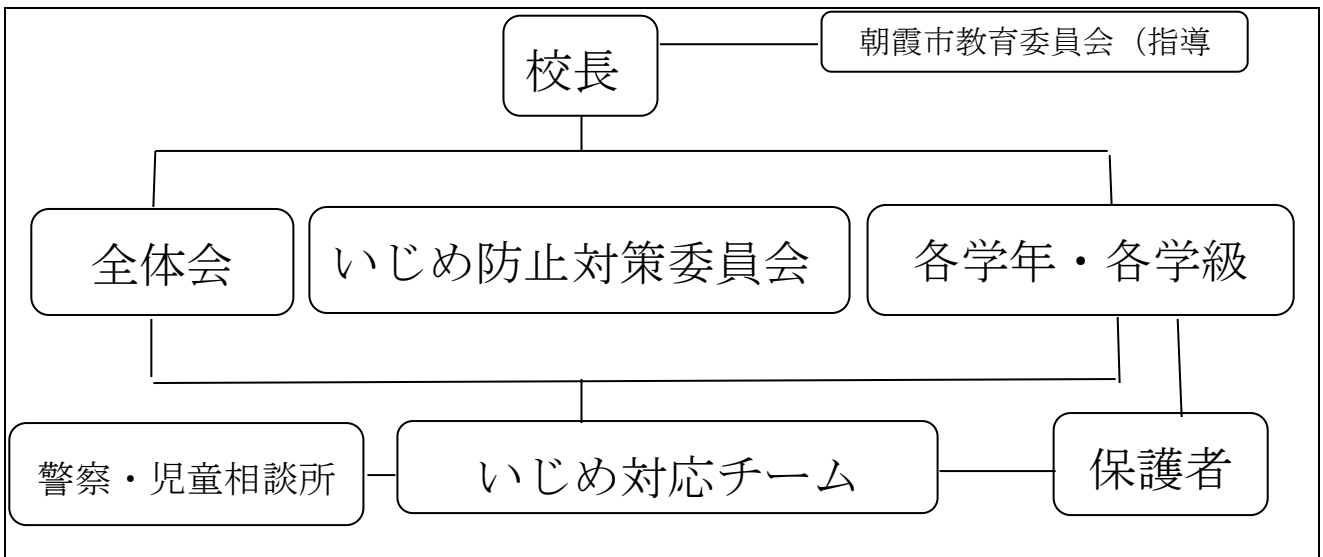 校長
朝霞市教育委員会（指導
全体会
いじめ防止対策委員会
各学年・各学級
警察・児童相談所
いじめ対応チーム
保護者